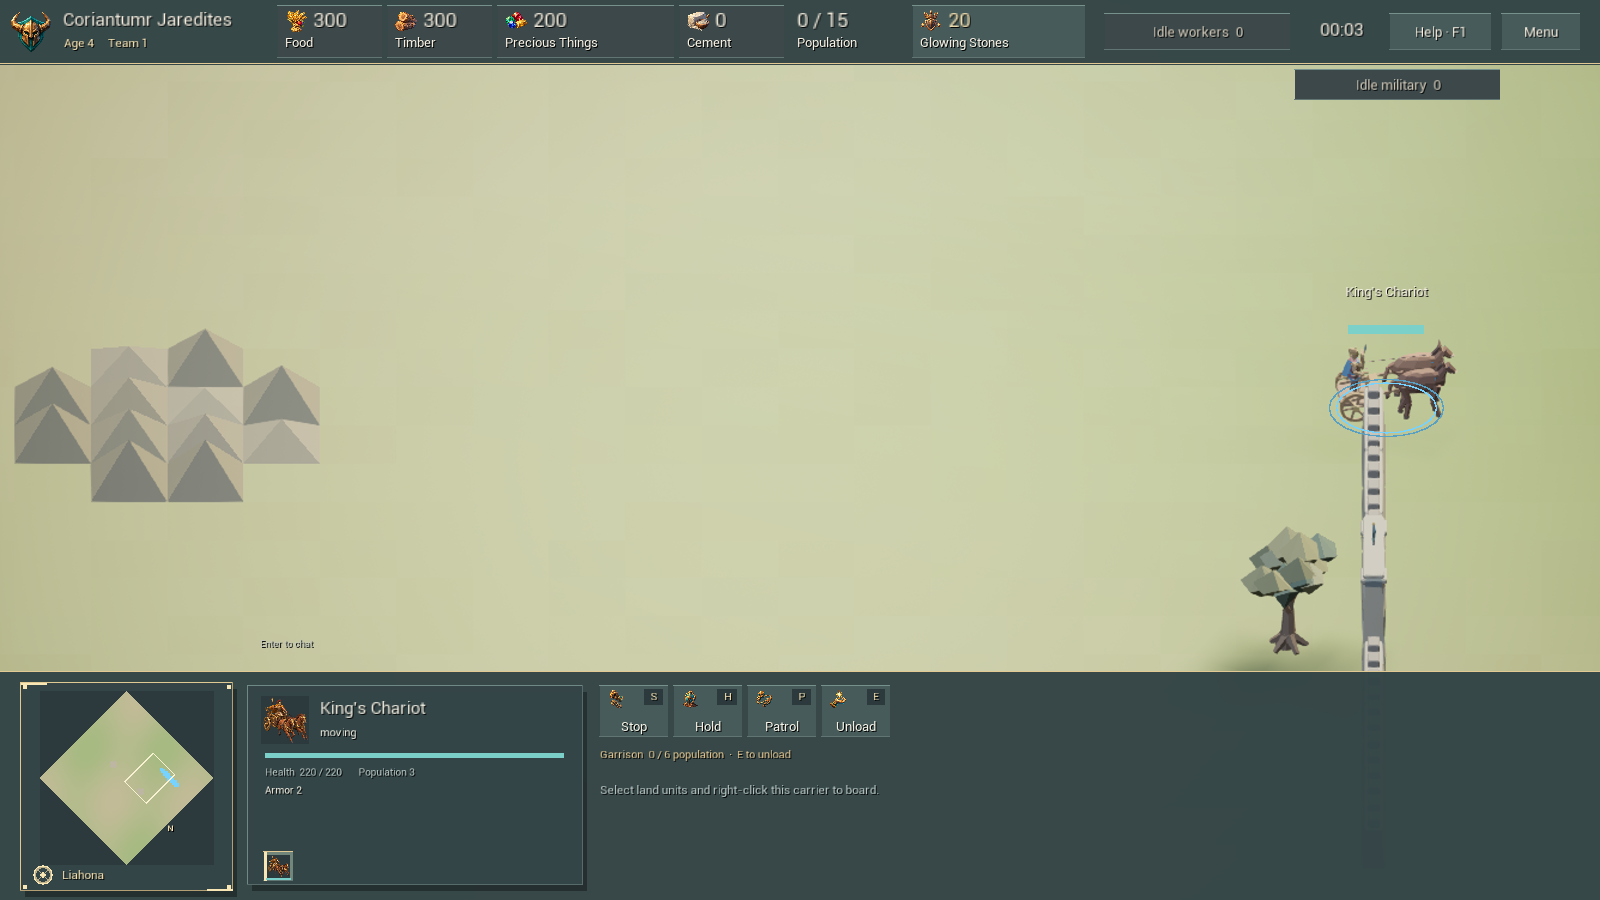 Coriantumr Jaredites
Age 4 Team 1
300
Food
300
Timber
200
Precious Things
0
Cement
0 / 15
Population
20
Glowing Stones
Idle workers 0
00:03
Help · F1
Menu
Idle military 0
King's Chariot
Enter to chat
N
Liahona
King's Chariot
moving
Health 220 / 220 Population 3
Armor 2
S
Stop
H
Hold
P
Patrol
E
Unload
Garrison 0 / 6 population · E to unload
Select land units and right-click this carrier to board.